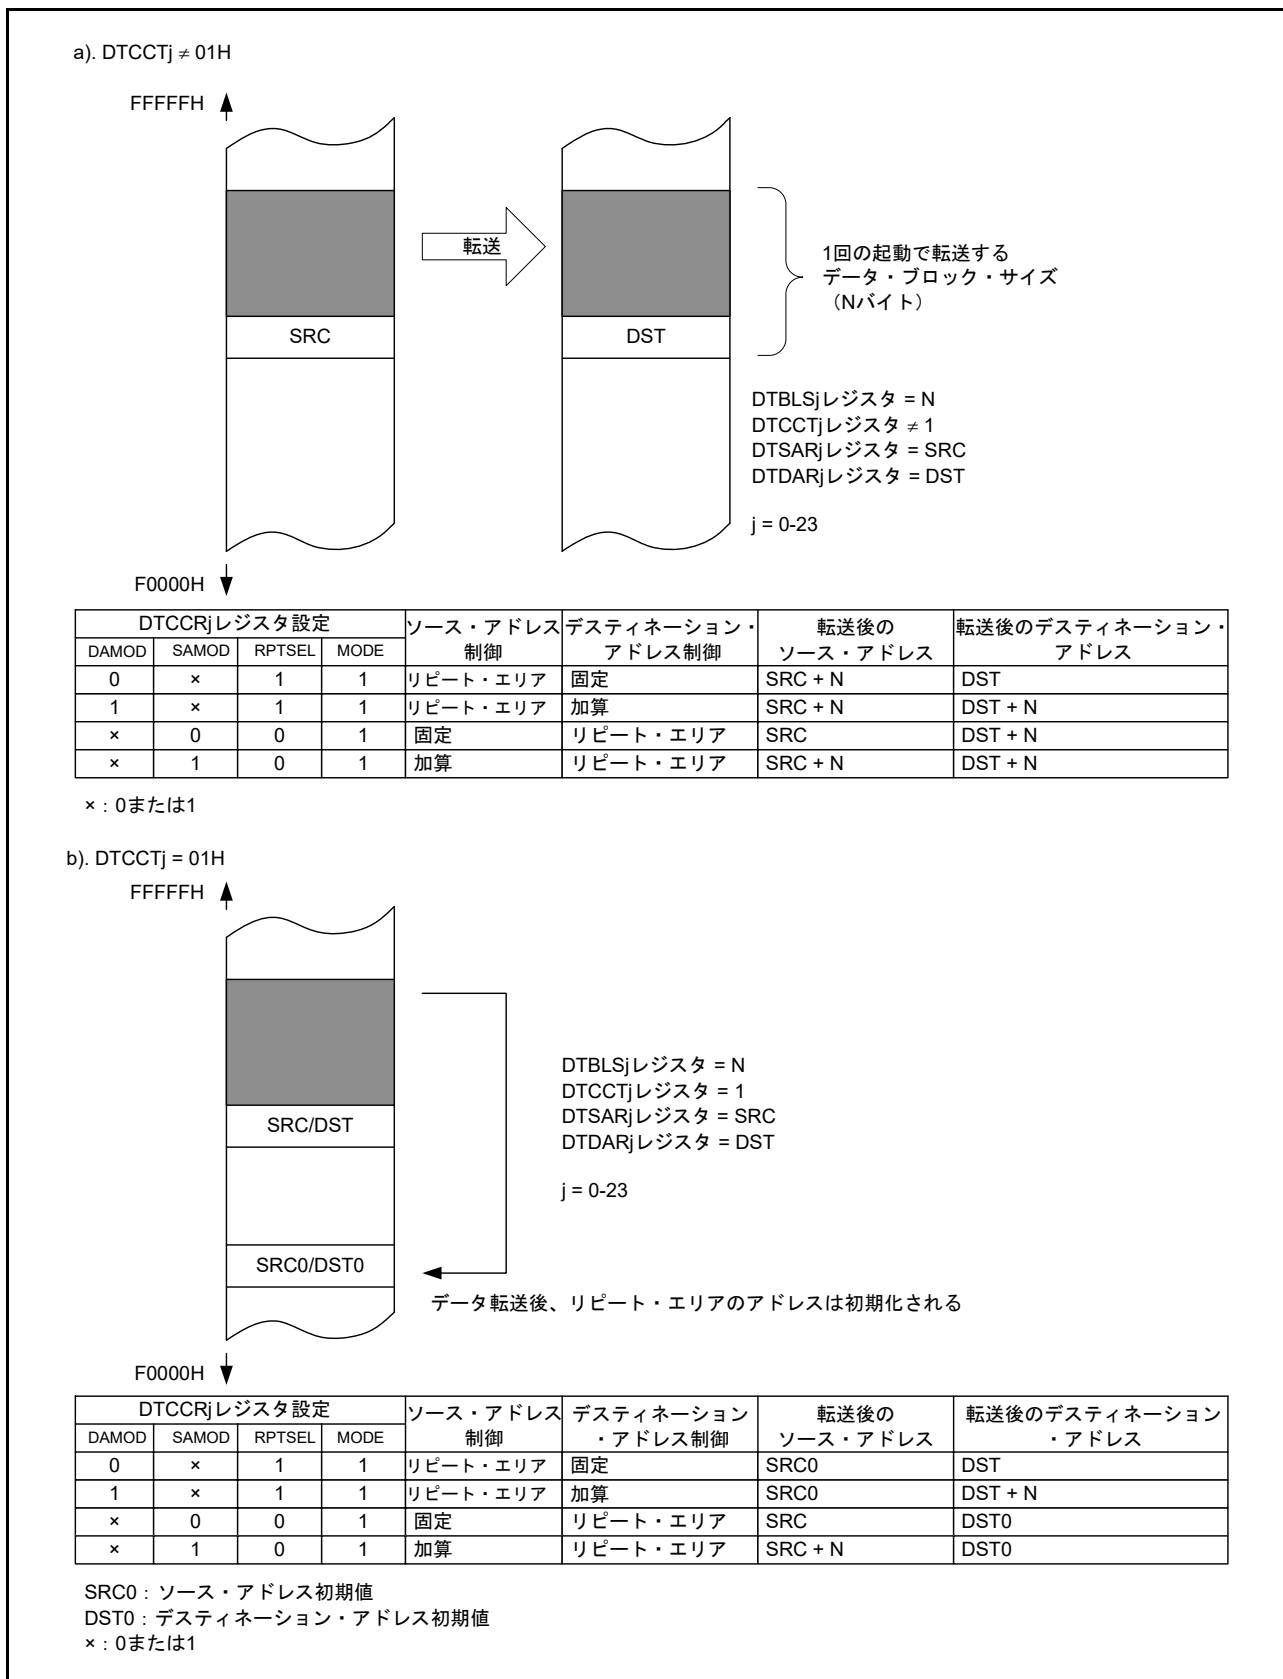 a). DTCCTj ≠ 01H
FFFFFH
転送
1回の起動で転送する
データ・ブロック・サイズ
（Nバイト）
SRC
DST
DTBLSjレジスタ = N
DTCCTjレジスタ ≠ 1
DTSARjレジスタ = SRC
DTDARjレジスタ = DST
j = 0-23
F0000H
DTCCRjレジスタ設定 ソース・アドレス制御 デスティネーション・アドレス制御 転送後のソース・アドレス 転送後のデスティネーション・アドレス
DAMOD SAMOD RPTSEL MODE
0 × 1 1 リピート・エリア 固定 SRC + N DST
1 × 1 1 リピート・エリア 加算 SRC + N DST + N
× 0 0 1 固定 リピート・エリア SRC DST + N
× 1 0 1 加算 リピート・エリア SRC + N DST + N
×：0または1
b). DTCCTj = 01H
FFFFFH
DTBLSjレジスタ = N
DTCCTjレジスタ = 1
DTSARjレジスタ = SRC
DTDARjレジスタ = DST
SRC/DST
j = 0-23
SRC0/DST0
データ転送後、リピート・エリアのアドレスは初期化される
F0000H
DTCCRjレジスタ設定 ソース・アドレス制御 デスティネーション・アドレス制御 転送後のソース・アドレス 転送後のデスティネーション・アドレス
DAMOD SAMOD RPTSEL MODE
0 × 1 1 リピート・エリア 固定 SRC0 DST
1 × 1 1 リピート・エリア 加算 SRC0 DST + N
× 0 0 1 固定 リピート・エリア SRC DST0
× 1 0 1 加算 リピート・エリア SRC + N DST0
SRC0：ソース・アドレス初期値
DST0：デスティネーション・アドレス初期値
×：0または1